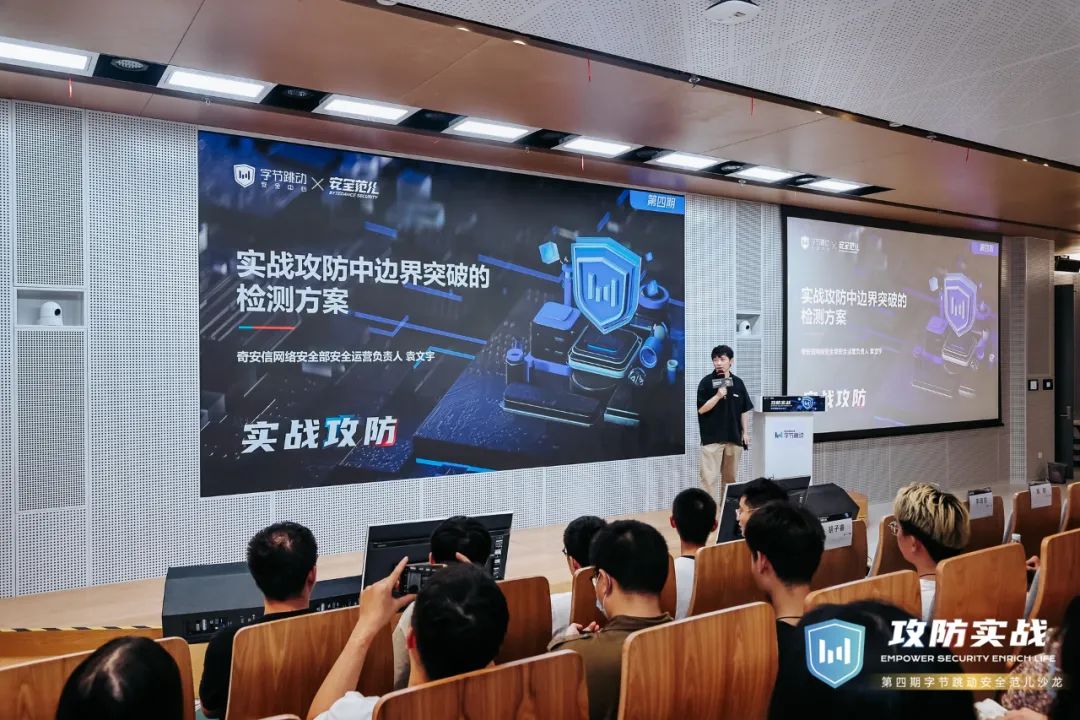 字节跳动
安全中心
安全范儿
BYTEDANCE SECURITY
第四期
实战攻防中边界突破的
检测方案
奇安信网络安全部安全运营负责人 袁文宇
实战攻防
字节跳动
安全范儿
第四期
实战攻防中边界突破的
检测方案
奇安信网络安全部安全运营负责人 袁文宇
实战攻防
攻防实战
字节跳动
攻防实战
EMPOWER SECURITY ENRICH LIFE
第四期字节跳动安全范儿沙龙